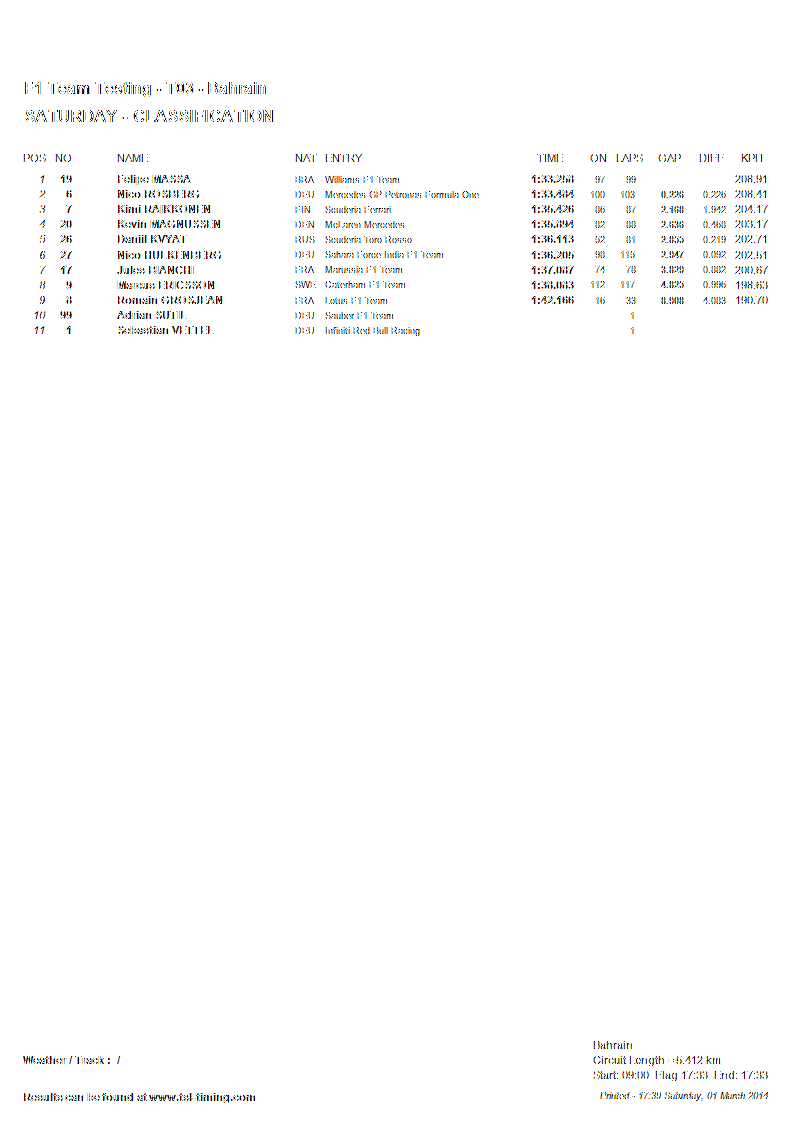 F1 Team Testing - T03 - Bahrain
SATURDAY - CLASSIFICATION
POS NO NAME NAT ENTRY TIME ON LAPS GAP DIFF KPH
1 19 Felipe MASSA BRA Williams F1 Team 1:33.258 97 99 208.91
2 6 Nico ROSBERG DEU Mercedes GP Petronas Formula One 1:33.484 100 103 0.226 0.226 208.41
3 7 Kimi RAIKKONEN FIN Scuderia Ferrari 1:35.426 86 87 2.168 1.942 204.17
4 20 Kevin MAGNUSSEN DEN McLaren Mercedes 1:35.894 82 88 2.636 0.468 203.17
5 26 Daniil KVYAT RUS Scuderia Toro Rosso 1:36.113 52 81 2.855 0.219 202.71
6 27 Nico HULKENBERG DEU Sahara Force India F1 Team 1:36.205 98 115 2.947 0.092 202.51
7 17 Jules BIANCHI FRA Marussia F1 Team 1:37.087 74 78 3.829 0.882 200.67
8 9 Marcus ERICSSON SWE Caterham F1 Team 1:38.083 112 117 4.825 0.996 198.63
9 8 Romain GROSJEAN FRA Lotus F1 Team 1:42.166 16 33 8.908 4.083 190.70
10 99 Adrian SUTIL DEU Sauber F1 Team 1
11 1 Sebastian VETTEL DEU Infiniti Red Bull Racing 1
Bahrain
Weather / Track : /
Circuit Length = 5.412 km
Start: 09:00 Flag 17:33 End: 17:33
Results can be found at www.fsl-timing.com
Printed - 17:39 Saturday, 01 March 2014